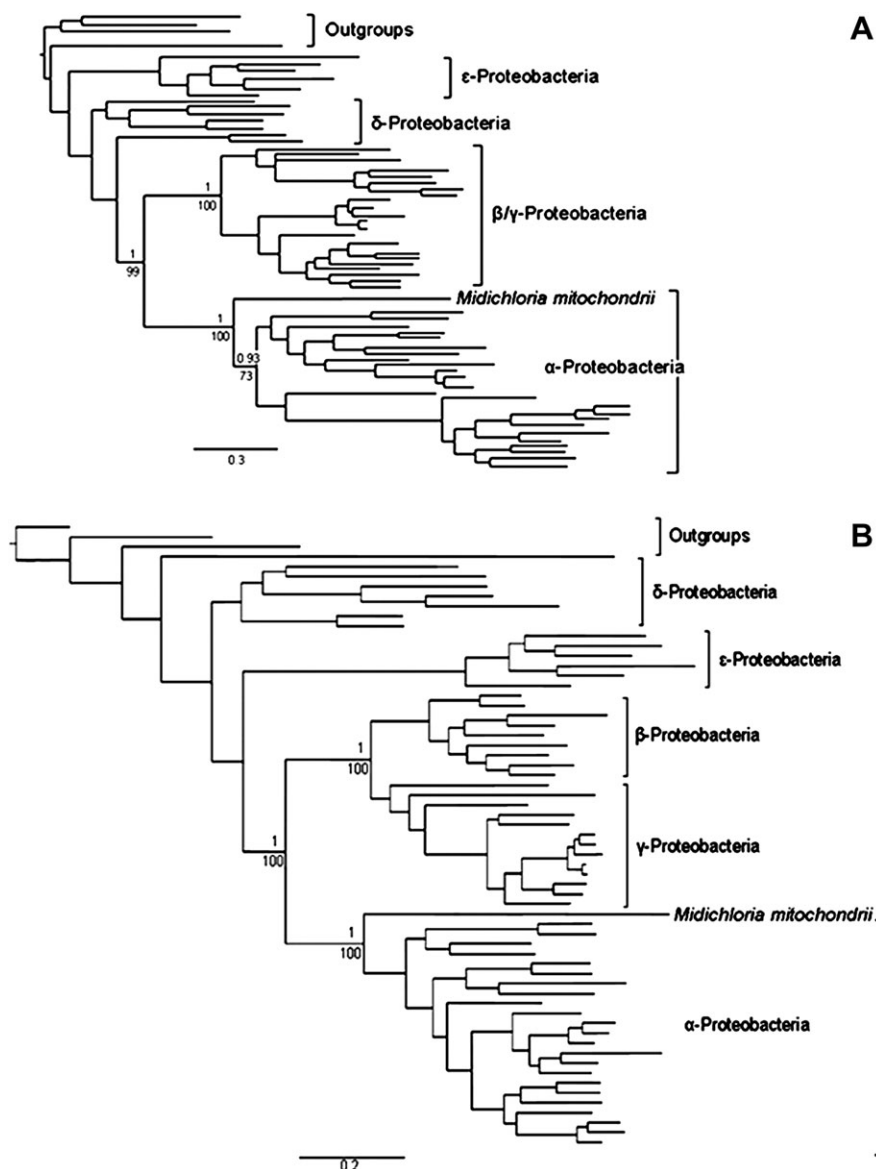 A
Outgroups
ε-Proteobacteria
δ-Proteobacteria
1
100
β/γ-Proteobacteria
1
99
Midichloria mitochondrii
1
100
0 93
73
α-Proteobacteria
0 3
B
Outgroups
δ-Proteobacteria
ε-Proteobacteria
β-Proteobacteria
1
100
γ-Proteobacteria
1
100
Midichloria mitochondrii.
1
100
α-Proteobacteria
0.2